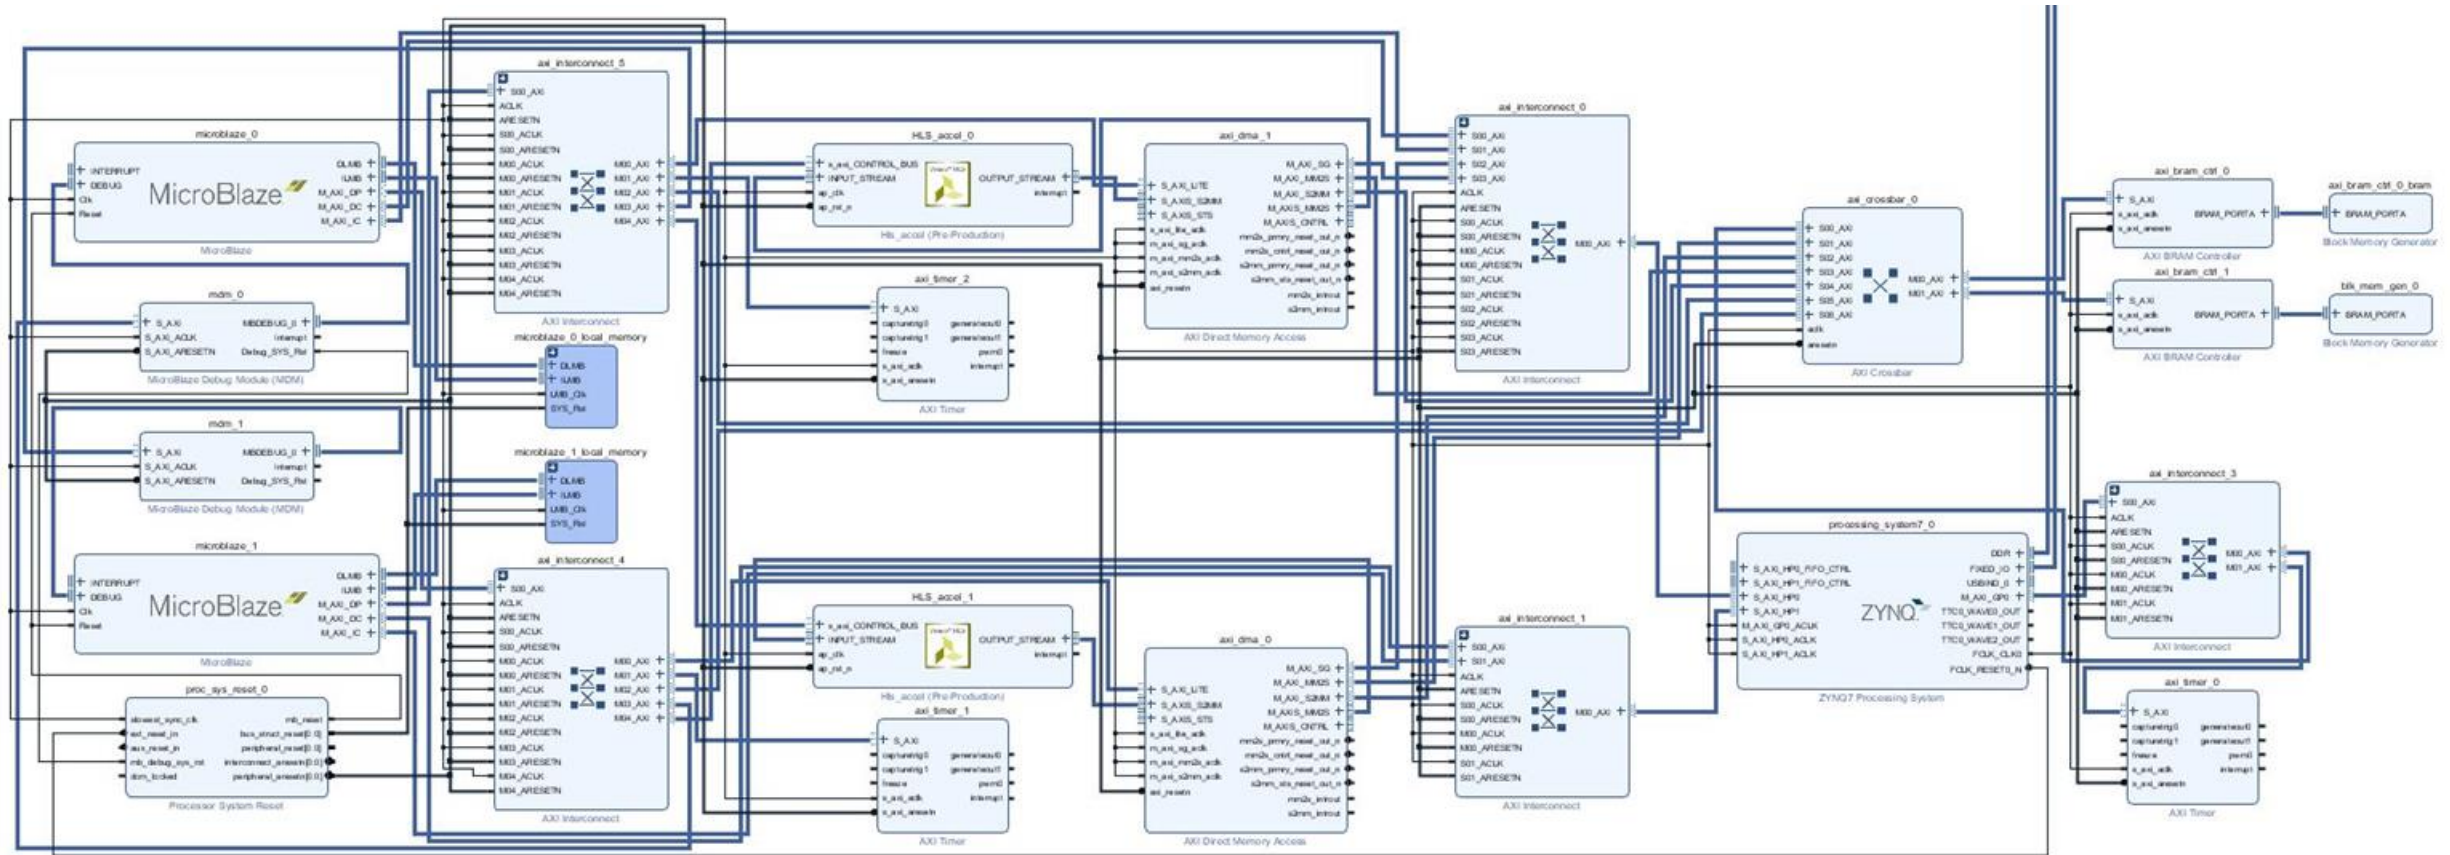 axi_interconnect_5
S00_AXI
ACLK
ARESETN
S00_ACLK
S00_ARESETN
M00_ACLK
M00_ARESETN
M01_ACLK
M01_ARESETN
M02_ACLK
M02_ARESETN
M03_ACLK
M03_ARESETN
M04_ACLK
M04_ARESETN
M00_AXI
M01_AXI
M02_AXI
M03_AXI
M04_AXI
AXI Interconnect
microblaze_0
INTERRUPT
DEBUG
Clk
Reset
MicroBlaze
DLMB
ILMB
M_AXI_DP
M_AXI_DC
M_AXI_IC
MicroBlaze
mdm_0
S_AXI
S_AXI_ACLK
S_AXI_ARESETN
MBDEBUG_0
Interrupt
Debug_SYS_Rst
MicroBlaze Debug Module (MDM)
microblaze_0_local_memory
DLMB
ILMB
LMB_Clk
SYS_Rst
mdm_1
S_AXI
S_AXI_ACLK
S_AXI_ARESETN
MBDEBUG_0
Interrupt
Debug_SYS_Rst
MicroBlaze Debug Module (MDM)
microblaze_1_local_memory
DLMB
ILMB
LMB_Clk
SYS_Rst
microblaze_1
INTERRUPT
DEBUG
Clk
Reset
MicroBlaze
DLMB
ILMB
M_AXI_DP
M_AXI_DC
M_AXI_IC
MicroBlaze
axi_interconnect_4
S00_AXI
ACLK
ARESETN
S00_ACLK
S00_ARESETN
M00_ACLK
M00_ARESETN
M01_ACLK
M01_ARESETN
M02_ACLK
M02_ARESETN
M03_ACLK
M03_ARESETN
M04_ACLK
M04_ARESETN
M00_AXI
M01_AXI
M02_AXI
M03_AXI
M04_AXI
AXI Interconnect
proc_sys_reset_0
slowest_sync_clk
ext_reset_in
aux_reset_in
mb_debug_sys_rst
dcm_locked
mb_reset
bus_struct_reset[0:0]
peripheral_reset[0:0]
interconnect_aresetn[0:0]
peripheral_aresetn[0:0]
Processor System Reset
HLS_accel_0
s_axi_CONTROL_BUS
INPUT_STREAM
ap_clk
ap_rst_n
OUTPUT_STREAM
interrupt
Hls_accel (Pre-Production)
axi_timer_2
S_AXI
capturetrig0
capturetrig1
freeze
s_axi_aclk
s_axi_aresetn
generateout0
generateout1
pwm0
interrupt
AXI Timer
HLS_accel_1
s_axi_CONTROL_BUS
INPUT_STREAM
ap_clk
ap_rst_n
OUTPUT_STREAM
interrupt
Hls_accel (Pre-Production)
axi_timer_1
S_AXI
capturetrig0
capturetrig1
freeze
s_axi_aclk
s_axi_aresetn
generateout0
generateout1
pwm0
interrupt
AXI Timer
axi_dma_1
S_AXI_LITE
S_AXIS_S2MM
S_AXIS_STS
s_axi_lite_aclk
m_axi_sg_aclk
m_axi_mm2s_aclk
m_axi_s2mm_aclk
axi_resetn
M_AXI_SG
M_AXI_MM2S
M_AXI_S2MM
M_AXIS_MM2S
M_AXIS_CNTRL
mm2s_prmry_reset_out_n
mm2s_cntrl_reset_out_n
s2mm_prmry_reset_out_n
s2mm_sts_reset_out_n
mm2s_introut
s2mm_introut
AXI Direct Memory Access
axi_dma_0
S_AXI_LITE
S_AXIS_S2MM
S_AXIS_STS
s_axi_lite_aclk
m_axi_sg_aclk
m_axi_mm2s_aclk
m_axi_s2mm_aclk
axi_resetn
M_AXI_SG
M_AXI_MM2S
M_AXI_S2MM
M_AXIS_MM2S
M_AXIS_CNTRL
mm2s_prmry_reset_out_n
mm2s_cntrl_reset_out_n
s2mm_prmry_reset_out_n
s2mm_sts_reset_out_n
mm2s_introut
s2mm_introut
AXI Direct Memory Access
axi_interconnect_0
S00_AXI
S01_AXI
S02_AXI
S03_AXI
ACLK
ARESETN
S00_ACLK
S00_ARESETN
M00_ACLK
M00_ARESETN
S01_ACLK
S01_ARESETN
S02_ACLK
S02_ARESETN
S03_ACLK
S03_ARESETN
M00_AXI
AXI Interconnect
axi_interconnect_1
S00_AXI
S01_AXI
ACLK
ARESETN
S00_ACLK
S00_ARESETN
M00_ACLK
M00_ARESETN
S01_ACLK
S01_ARESETN
M00_AXI
AXI Interconnect
axi_crossbar_0
S00_AXI
S01_AXI
S02_AXI
S03_AXI
S04_AXI
S05_AXI
S06_AXI
aclk
aresetn
M00_AXI
M01_AXI
AXI Crossbar
processing_system7_0
S_AXI_HP0_FIFO_CTRL
S_AXI_HP1_FIFO_CTRL
S_AXI_HP0
S_AXI_HP1
M_AXI_GP0_ACLK
S_AXI_HP0_ACLK
S_AXI_HP1_ACLK
ZYNQ
DDR
FIXED_IO
USBIND_0
M_AXI_GP0
TTC0_WAVE0_OUT
TTC0_WAVE1_OUT
TTC0_WAVE2_OUT
FCLK_CLK0
FCLK_RESET0_N
ZYNQ7 Processing System
axi_bram_ctrl_0
S_AXI
s_axi_aclk
s_axi_aresetn
BRAM_PORTA
AXI BRAM Controller
axi_bram_ctrl_0_bram
BRAM_PORTA
Block Memory Generator
axi_bram_ctrl_1
S_AXI
s_axi_aclk
s_axi_aresetn
BRAM_PORTA
AXI BRAM Controller
blk_mem_gen_0
BRAM_PORTA
Block Memory Generator
axi_interconnect_3
S00_AXI
ACLK
ARESETN
S00_ACLK
S00_ARESETN
M00_ACLK
M00_ARESETN
M01_ACLK
M01_ARESETN
M00_AXI
M01_AXI
AXI Interconnect
axi_timer_0
S_AXI
capturetrig0
capturetrig1
freeze
s_axi_aclk
s_axi_aresetn
generateout0
generateout1
pwm0
interrupt
AXI Timer